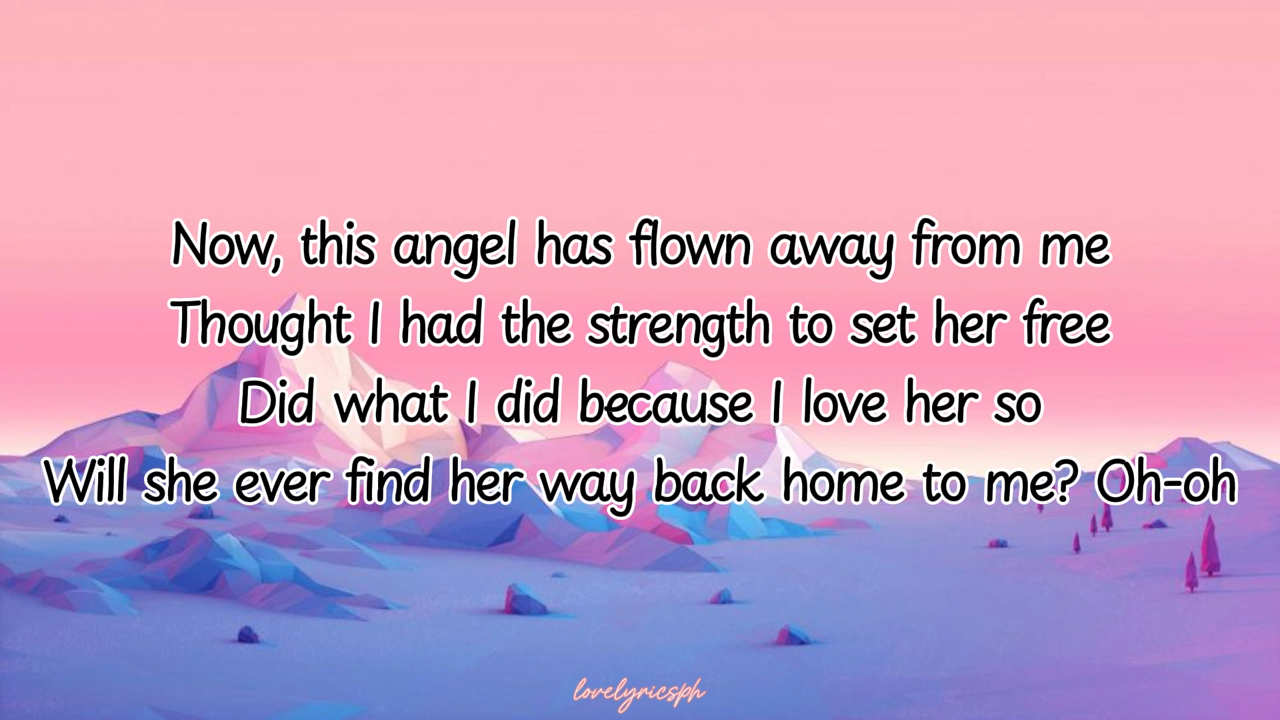 Now, this angel has flown away from me
Thought I had the strength to set her free
Did what I did because I love her so
Will she ever find her way back home to me? Oh-oh
lovelyricsph